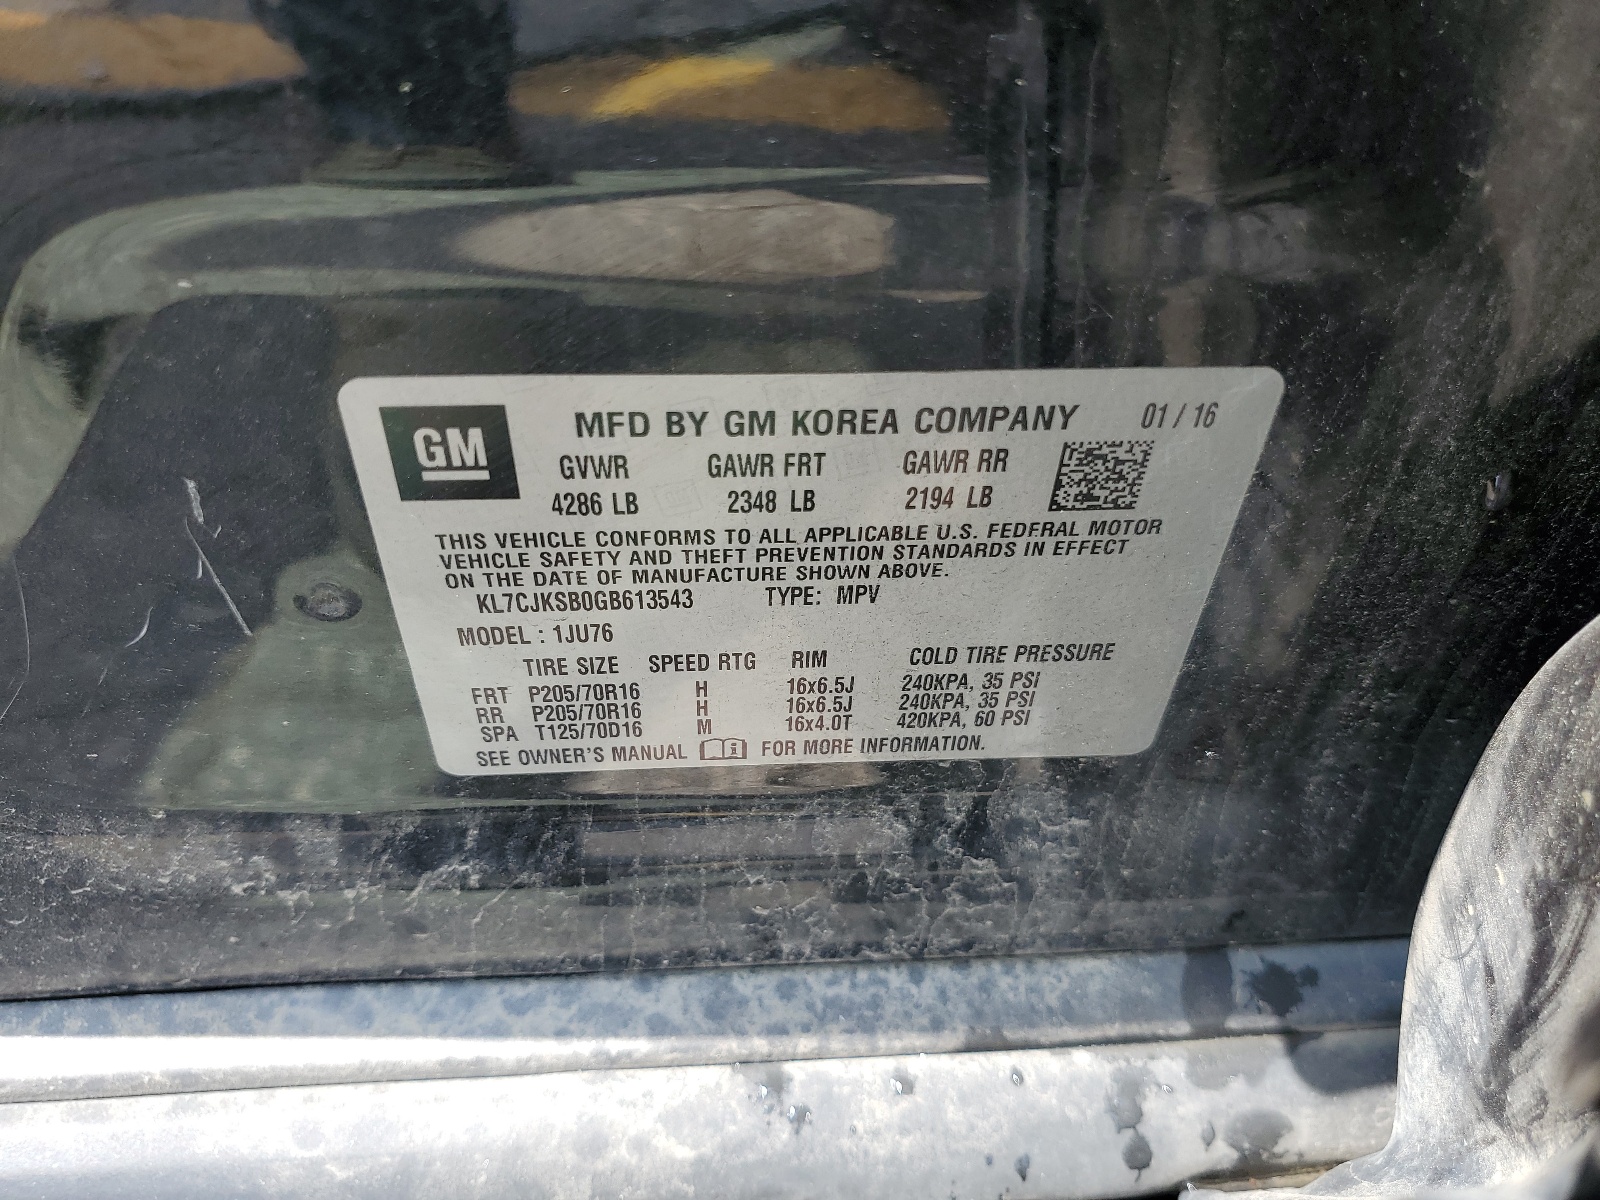 GM
MFD BY GM KOREA COMPANY 01 / 16
GVWR GAWR FRT GAWR RR
4286 LB 2348 LB 2194 LB
THIS VEHICLE CONFORMS TO ALL APPLICABLE U.S. FEDERAL MOTOR
VEHICLE SAFETY AND THEFT PREVENTION STANDARDS IN EFFECT
ON THE DATE OF MANUFACTURE SHOWN ABOVE.
KL7CJKSB0GB613543 TYPE: MPV
MODEL : 1JU76
TIRE SIZE SPEED RTG RIM COLD TIRE PRESSURE
FRT P205/70R16 H 16x6.5J 240KPA, 35 PSI
RR P205/70R16 H 16x6.5J 240KPA, 35 PSI
SPA T125/70D16 M 16x4.0T 420KPA, 60 PSI
SEE OWNER'S MANUAL FOR MORE INFORMATION.